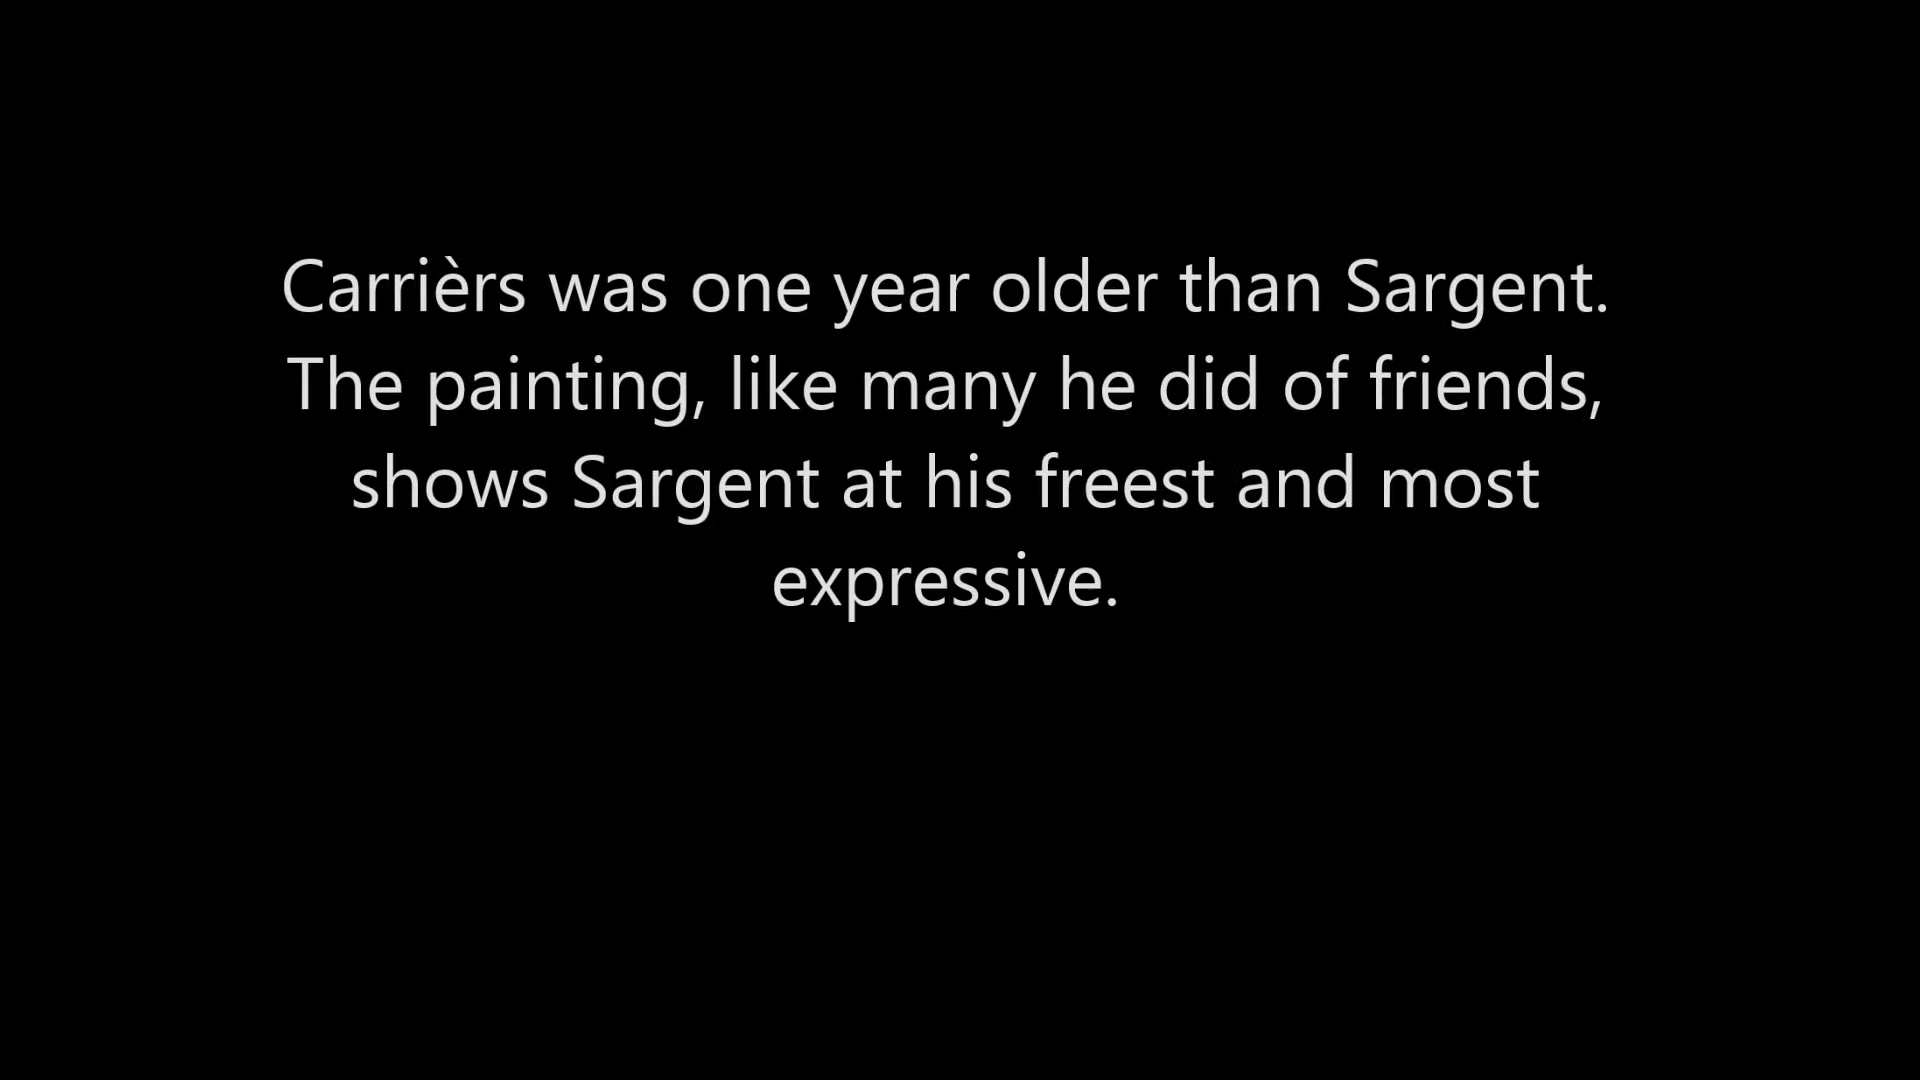 Carrièrs was one year older than Sargent.
The painting, like many he did of friends,
shows Sargent at his freest and most
expressive.